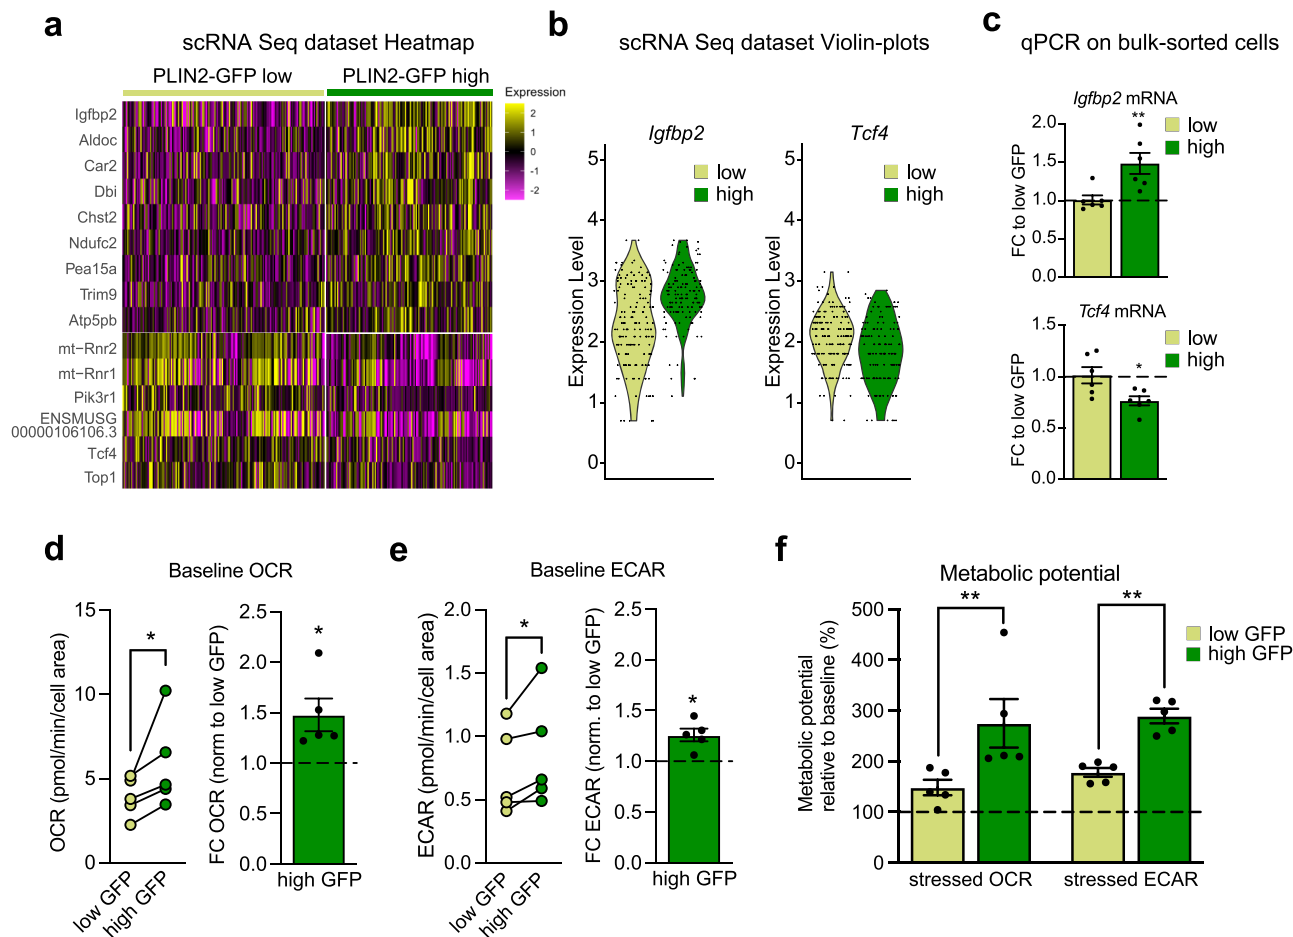 a
scRNA Seq dataset Heatmap
PLIN2-GFP low
PLIN2-GFP high
Expression
2
1
0
-1
-2
Igfbp2
Aldoc
Car2
Dbi
Chst2
Ndufc2
Pea15a
Trim9
Atp5pb
mt−Rnr2
mt−Rnr1
Pik3r1
ENSMUSG
00000106106.3
Tcf4
Top1
b
scRNA Seq dataset Violin-plots
Igfbp2
low
high
Expression Level
5
4
3
2
1
0
Tcf4
low
high
Expression Level
5
4
3
2
1
0
c
qPCR on bulk-sorted cells
Igfbp2 mRNA
**
low
high
FC to low GFP
2.0
1.5
1.0
0.5
0.0
Tcf4 mRNA
*
low
high
FC to low GFP
1.5
1.0
0.5
0.0
d
Baseline OCR
OCR (pmol/min/cell area)
15
10
5
0
*
low GFP
high GFP
FC OCR (norm to low GFP)
2.5
2.0
1.5
1.0
0.5
0.0
*
high GFP
e
Baseline ECAR
ECAR (pmol/min/cell area)
2.0
1.5
1.0
0.5
0.0
*
low GFP
high GFP
FC ECAR (norm. to low GFP)
2.5
2.0
1.5
1.0
0.5
0.0
*
high GFP
f
Metabolic potential
Metabolic potential
relative to baseline (%)
500
400
300
200
100
0
**
**
low GFP
high GFP
stressed OCR
stressed ECAR